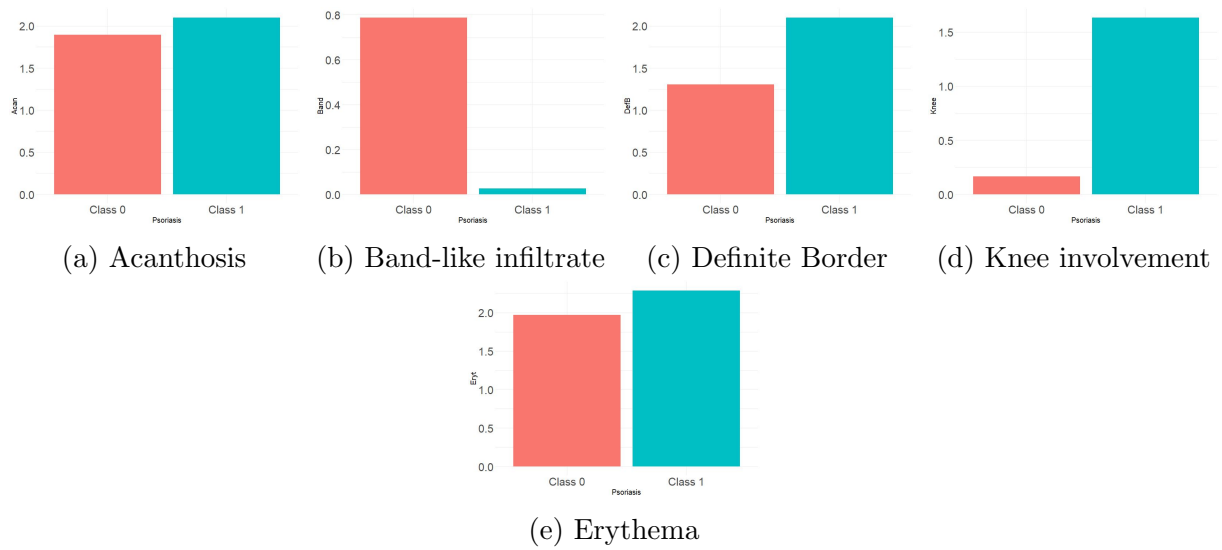 2.0
1.5
1.0
0.5
0.0
Acan
Class 0 Class 1
Psoriasis
(a) Acanthosis
0.8
0.6
0.4
0.2
0.0
Band
Class 0 Class 1
Psoriasis
(b) Band-like infiltrate
2.0
1.5
1.0
0.5
0.0
DefB
Class 0 Class 1
Psoriasis
(c) Definite Border
1.5
1.0
0.5
0.0
Knee
Class 0 Class 1
Psoriasis
(d) Knee involvement
2.0
1.5
1.0
0.5
0.0
Eryt
Class 0 Class 1
Psoriasis
(e) Erythema